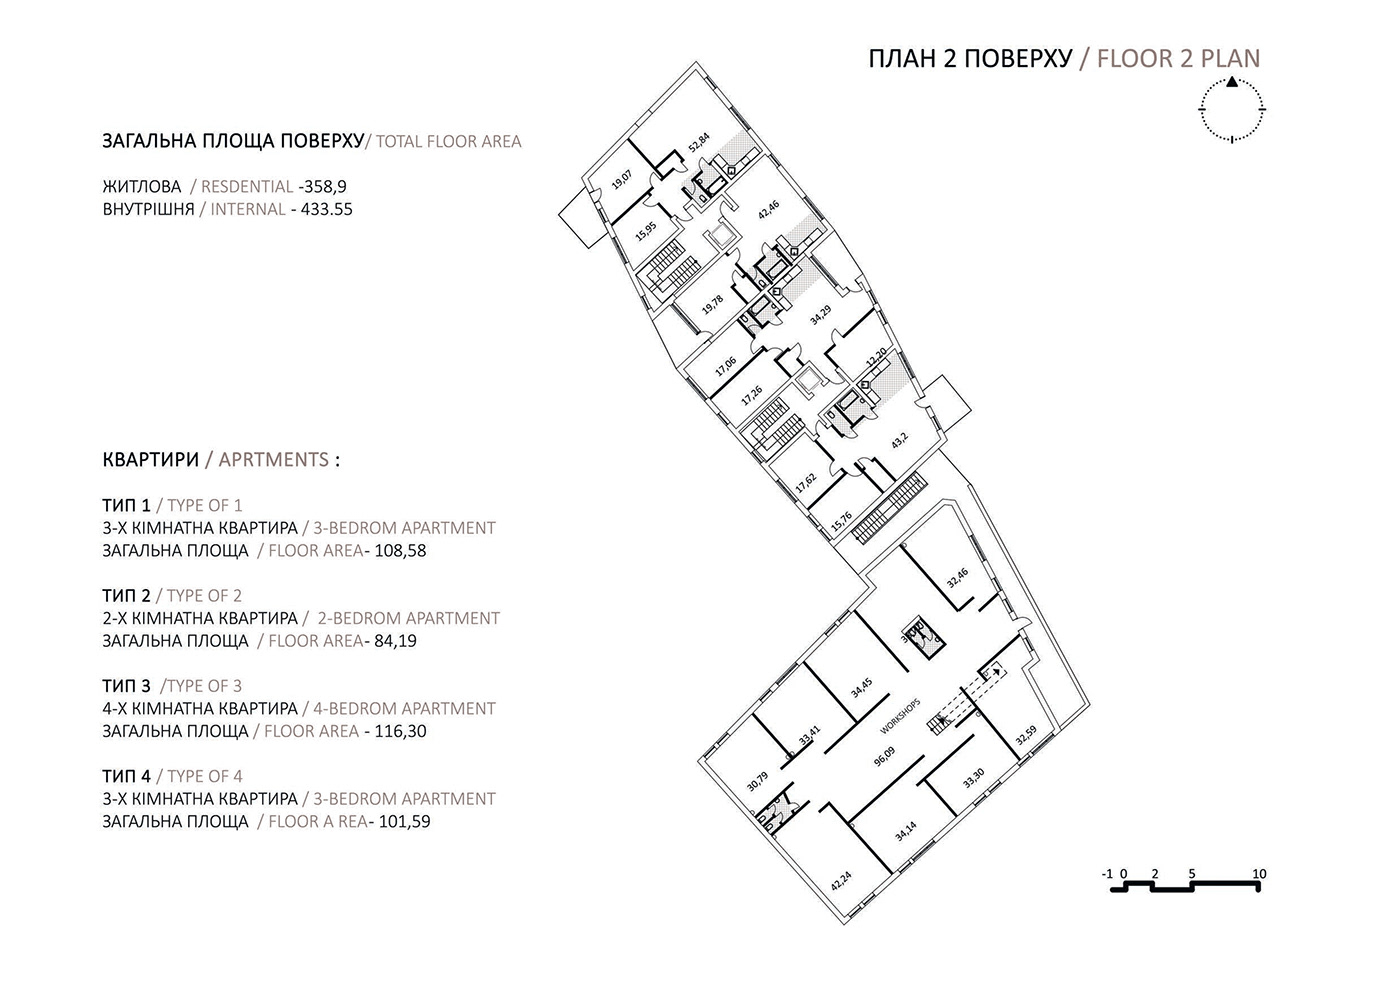 ПЛАН 2 ПОВЕРХУ / FLOOR 2 PLAN
ЗАГАЛЬНА ПЛОЩА ПОВЕРХУ/ TOTAL FLOOR AREA
ЖИТЛОВА / RESDENTIAL -358,9
ВНУТРІШНЯ / INTERNAL - 433.55
КВАРТИРИ / APRTMENTS :
ТИП 1 / TYPE OF 1
3-Х КІМНАТНА КВАРТИРА / 3-BEDROM APARTMENT
ЗАГАЛЬНА ПЛОЩА / FLOOR AREA- 108,58
ТИП 2 / TYPE OF 2
2-Х КІМНАТНА КВАРТИРА / 2-BEDROM APARTMENT
ЗАГАЛЬНА ПЛОЩА / FLOOR AREA- 84,19
ТИП 3 /TYPE OF 3
4-Х КІМНАТНА КВАРТИРА / 4-BEDROM APARTMENT
ЗАГАЛЬНА ПЛОЩА / FLOOR AREA - 116,30
ТИП 4 / TYPE OF 4
3-Х КІМНАТНА КВАРТИРА / 3-BEDROM APARTMENT
ЗАГАЛЬНА ПЛОЩА / FLOOR A REA- 101,59
52,84
19,07
42,46
15,95
19,78
34,29
12,20
17,06
17,26
43,2
17,62
15,76
32,46
34,45
WORKSHOPS
33,41
96,09
32,59
30,79
33,30
34,14
42,24
-1 0 2 5 10